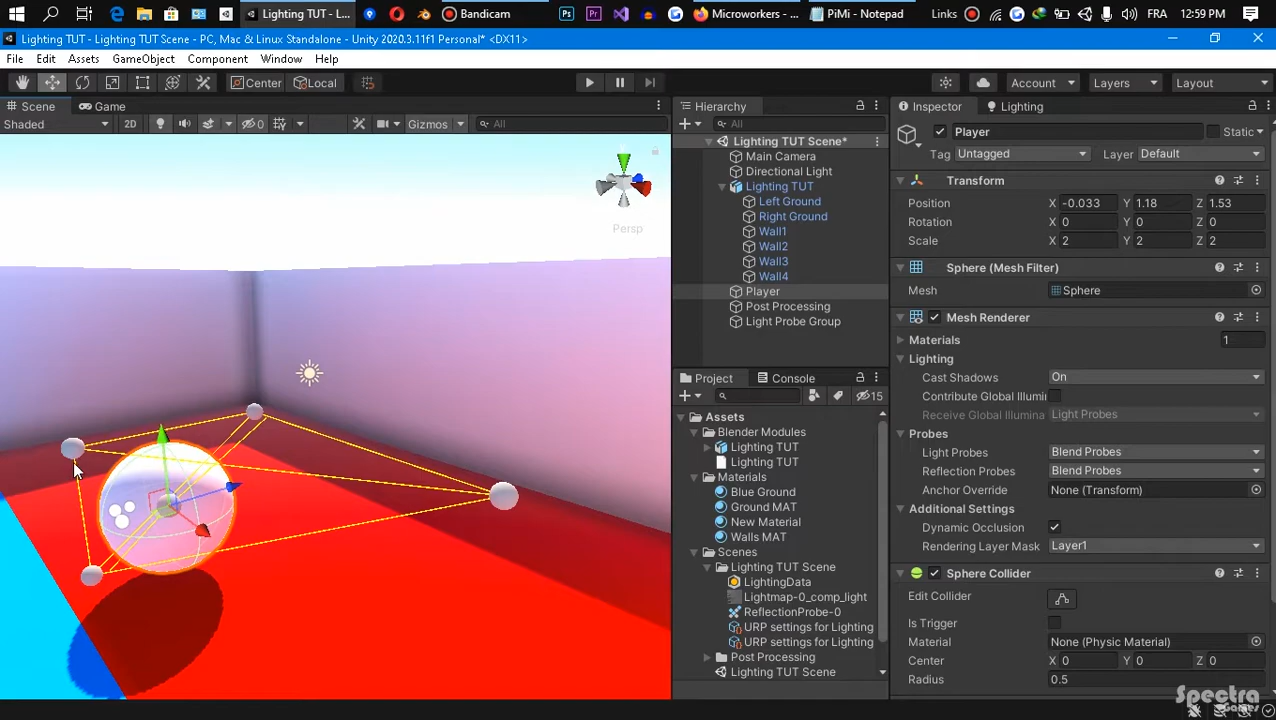 Lighting TUT - L...
Bandicam
Ps
Pr
Microworkers - ...
PiMi - Notepad
Links
FRA
12:59 PM
Lighting TUT - Lighting TUT Scene - PC, Mac & Linux Standalone - Unity 2020.3.11f1 Personal* <DX11>
File Edit Assets GameObject Component Window Help
Center Local
Account Layers Layout
Scene Game
Shaded 2D 0 Gizmos All
Persp
Hierarchy
All
Lighting TUT Scene*
Main Camera
Directional Light
Lighting TUT
Left Ground
Right Ground
Wall1
Wall2
Wall3
Wall4
Player
Post Processing
Light Probe Group
Project Console
15
Assets
Blender Modules
Lighting TUT
Lighting TUT
Materials
Blue Ground
Ground MAT
New Material
Walls MAT
Scenes
Lighting TUT Scene
LightingData
Lightmap-0_comp_light
ReflectionProbe-0
URP settings for Lighting
URP settings for Lighting
Post Processing
Lighting TUT Scene
Inspector Lighting
Player Static
Tag Untagged Layer Default
Transform
Position X -0.033 Y 1.18 Z 1.53
Rotation X 0 Y 0 Z 0
Scale X 2 Y 2 Z 2
Sphere (Mesh Filter)
Mesh Sphere
Mesh Renderer
Materials 1
Lighting
Cast Shadows On
Contribute Global Illumi
Receive Global Illumina Light Probes
Probes
Light Probes Blend Probes
Reflection Probes Blend Probes
Anchor Override None (Transform)
Additional Settings
Dynamic Occlusion
Rendering Layer Mask Layer1
Sphere Collider
Edit Collider
Is Trigger
Material None (Physic Material)
Center X 0 Y 0 Z 0
Radius 0.5
Spectra
Games